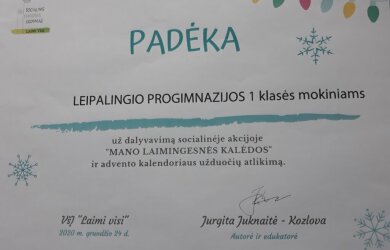 PADĖKA
LEIPALINGIO PROGIMNAZIJOS 1 klasės mokiniams
už dalyvavimą socialinėje akcijoje
"MANO LAIMINGESNĖS KALĖDOS"
ir advento kalendoriaus užduočių atlikimą.
VšĮ "Laimi visi"
2020 m. gruodžio 24 d.
Jurgita Juknaitė - Kozlova
Autorė ir edukatorė